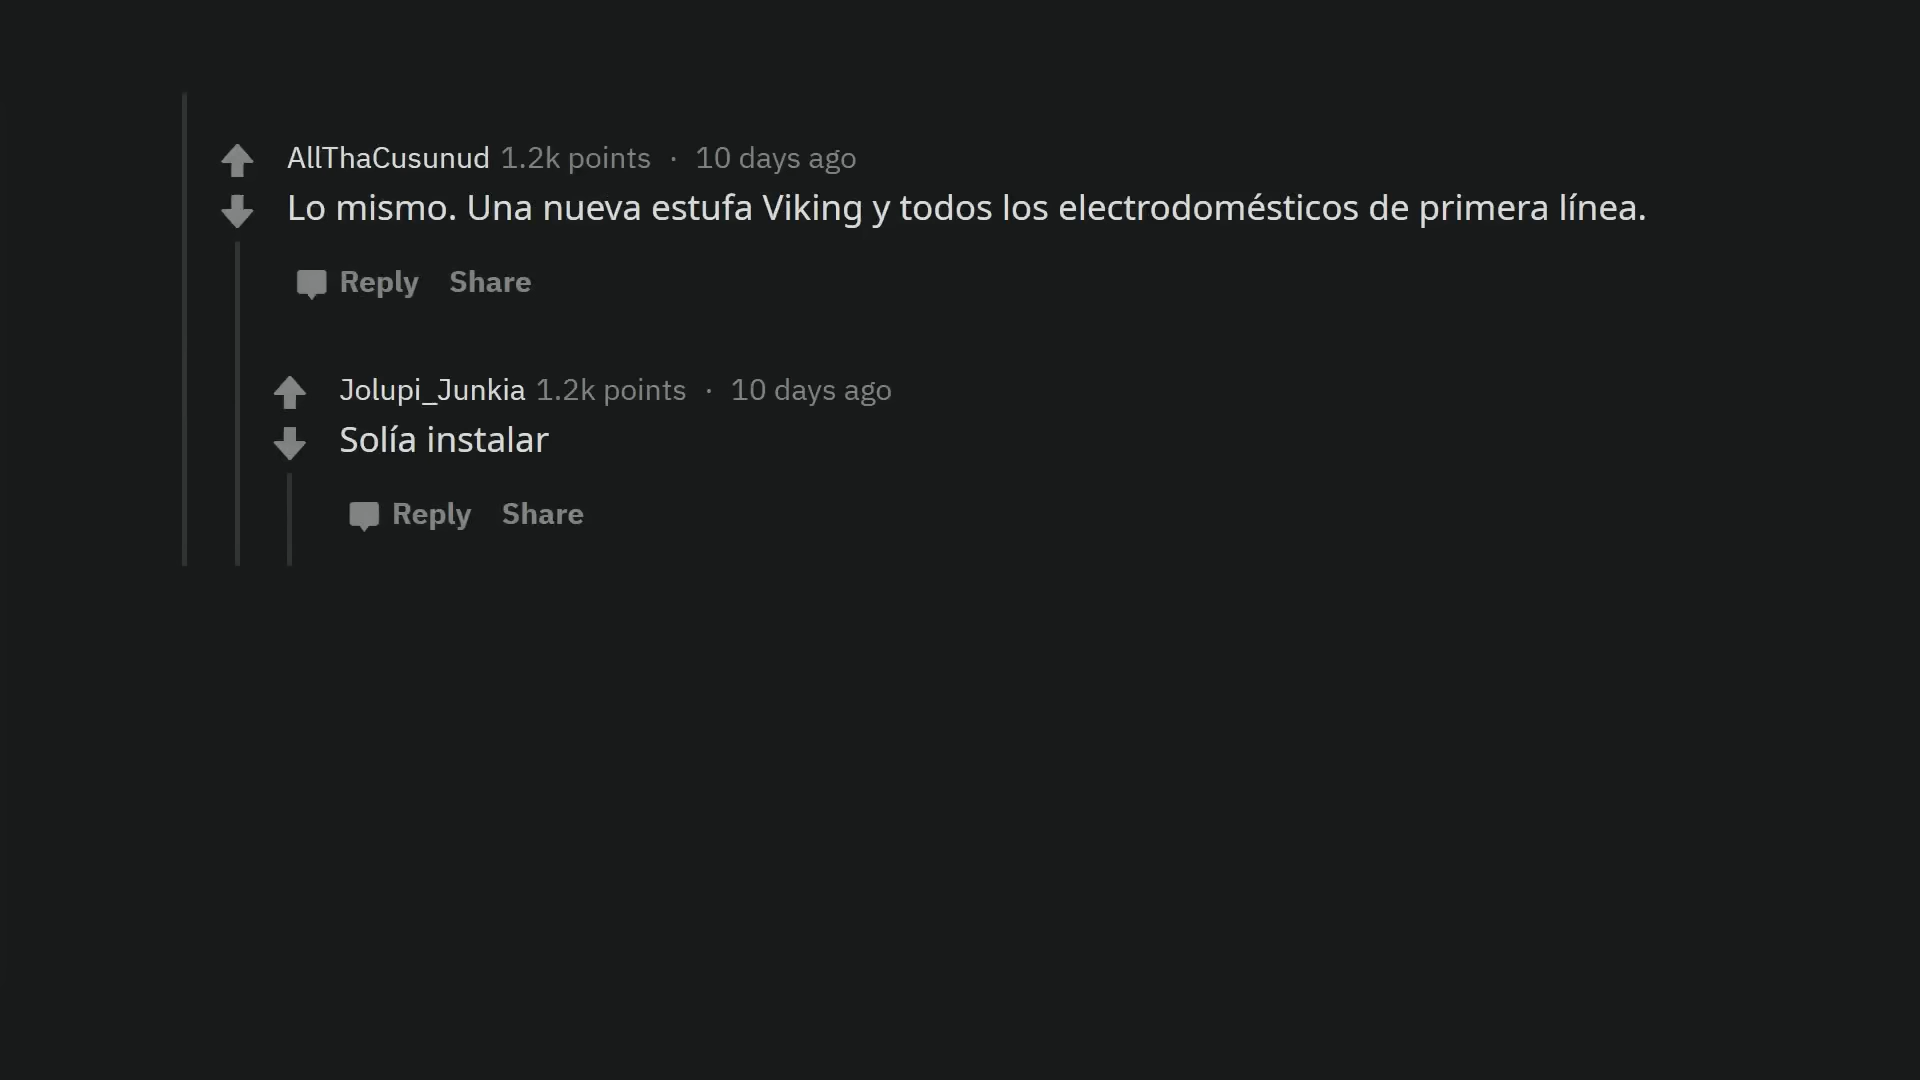 AllThaCusunud 1.2k points · 10 days ago
Lo mismo. Una nueva estufa Viking y todos los electrodomésticos de primera línea.
Reply Share
Jolupi_Junkia 1.2k points · 10 days ago
Solía instalar
Reply Share